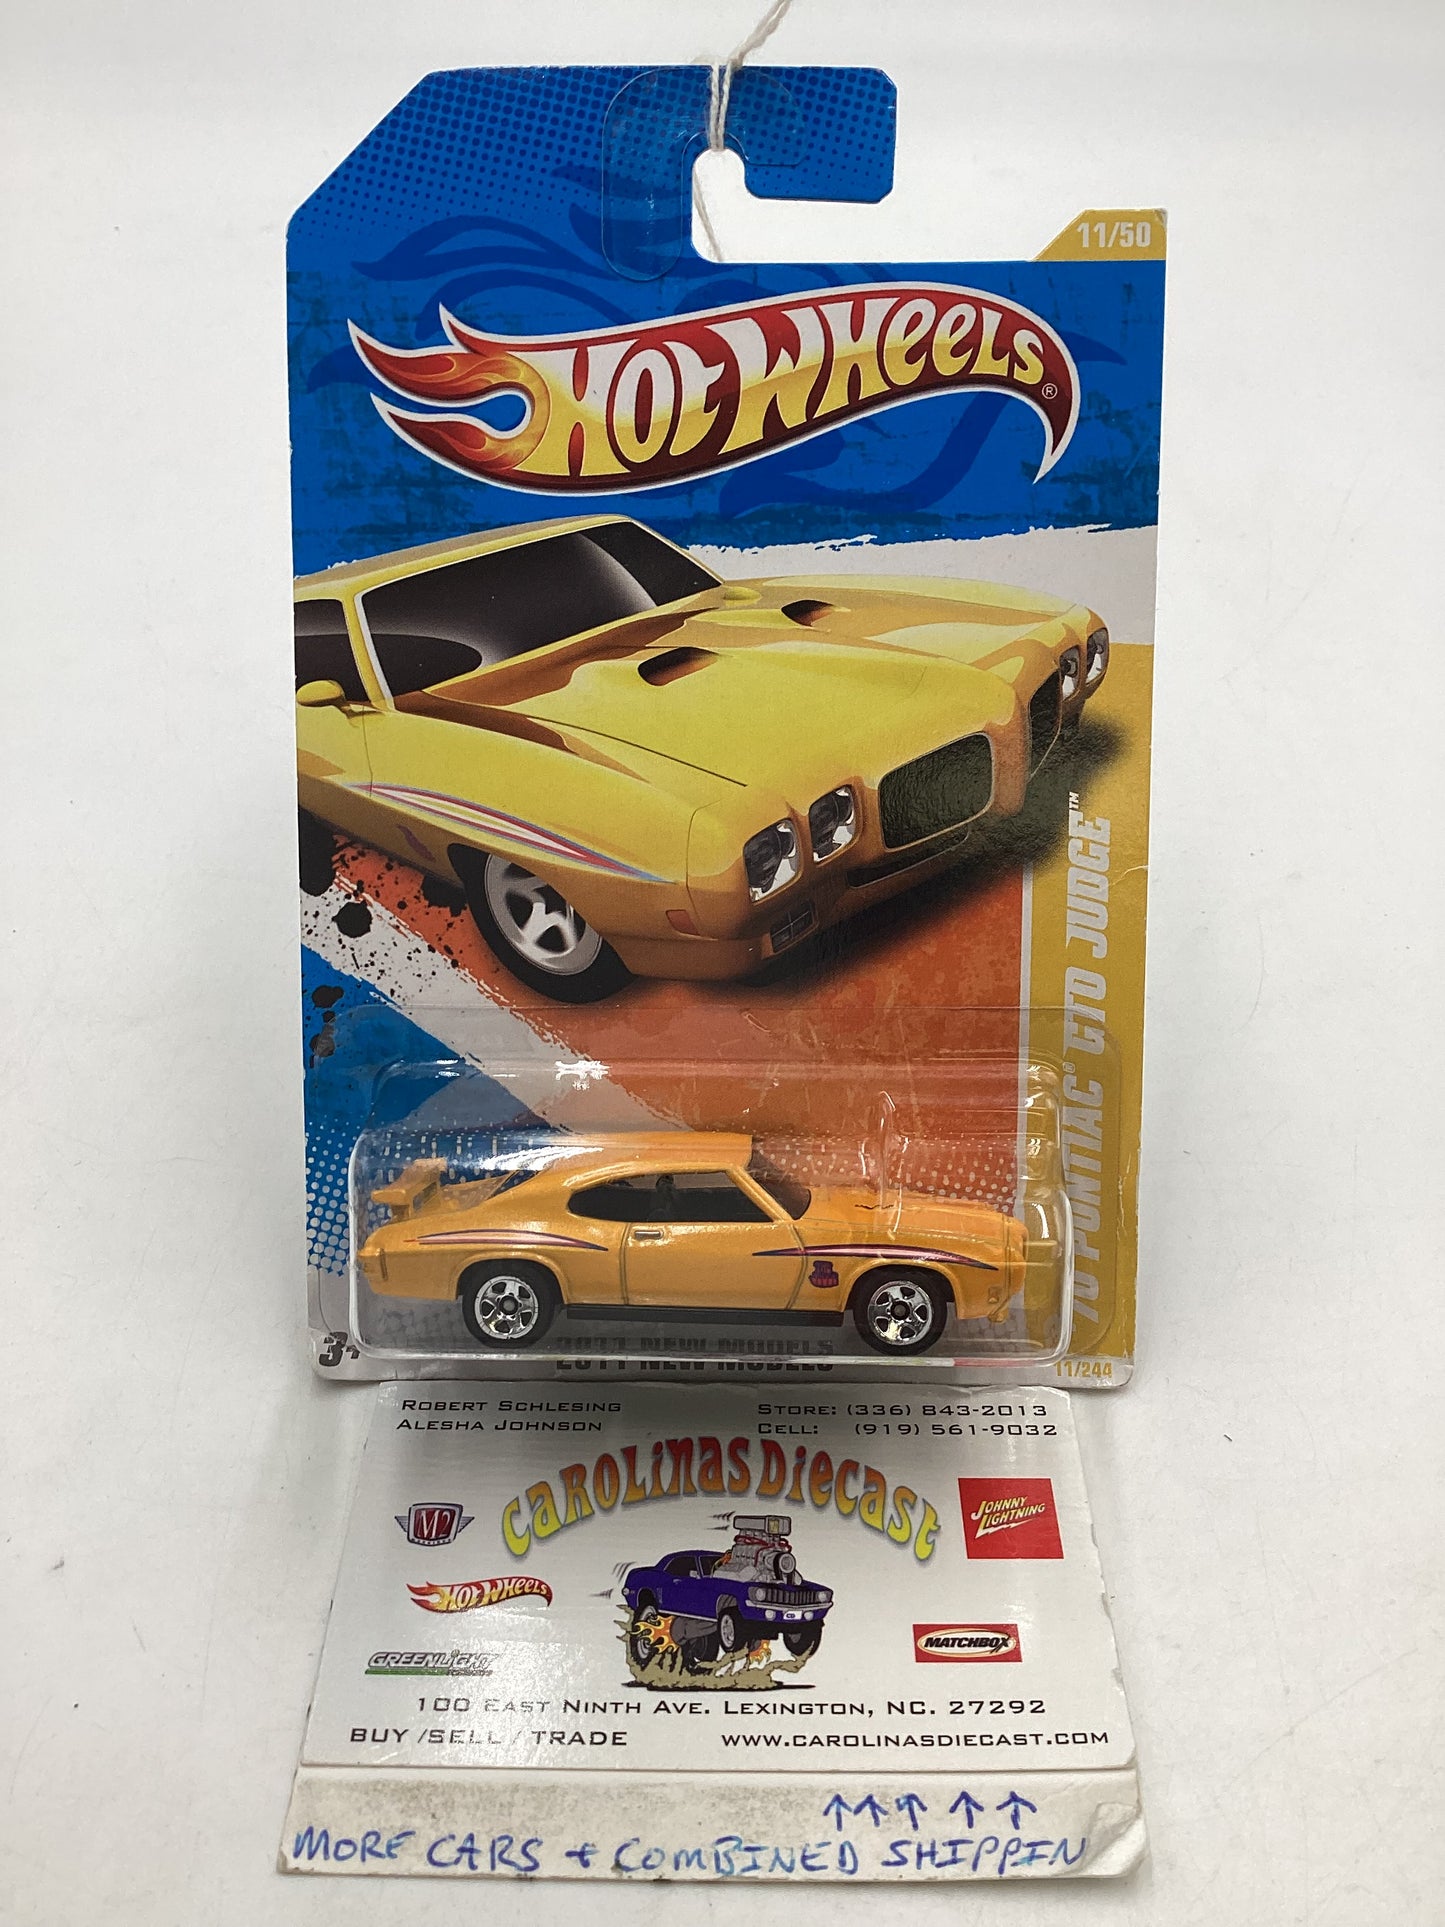 11/50
HOT WHEELS®
'70 PONTIAC® GTO JUDGE™
3+
2011 NEW MODELS
11/244
ROBERT SCHLESING
ALESHA JOHNSON
STORE: (336) 843-2013
CELL: (919) 561-9032
CAROLINAS DIECAST
M2
JOHNNY LIGHTNING
HOT WHEELS
GREENLIGHT
MATCHBOX
100 EAST NINTH AVE. LEXINGTON, NC. 27292
BUY /SELL / TRADE
WWW.CAROLINASDIECAST.COM
MORE CARS + COMBINED SHIPPIN